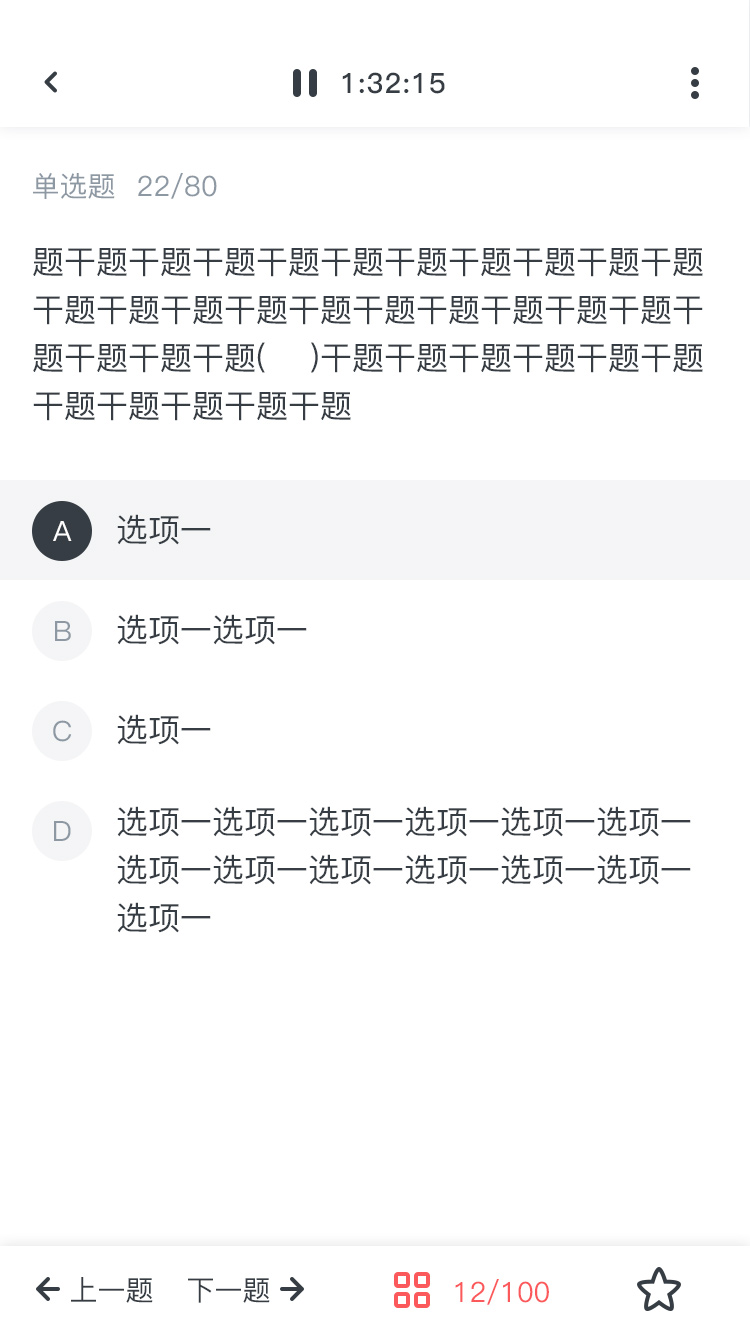 1:32:15
单选题 22/80
题干题干题干题干题干题干题干题干题干题干题
干题干题干题干题干题干题干题干题干题干题干
题干题干题干题(  )干题干题干题干题干题干题
干题干题干题干题干题
A 选项一
B 选项一选项一
C 选项一
D 选项一选项一选项一选项一选项一选项一
选项一选项一选项一选项一选项一选项一
选项一
上一题 下一题 12/100